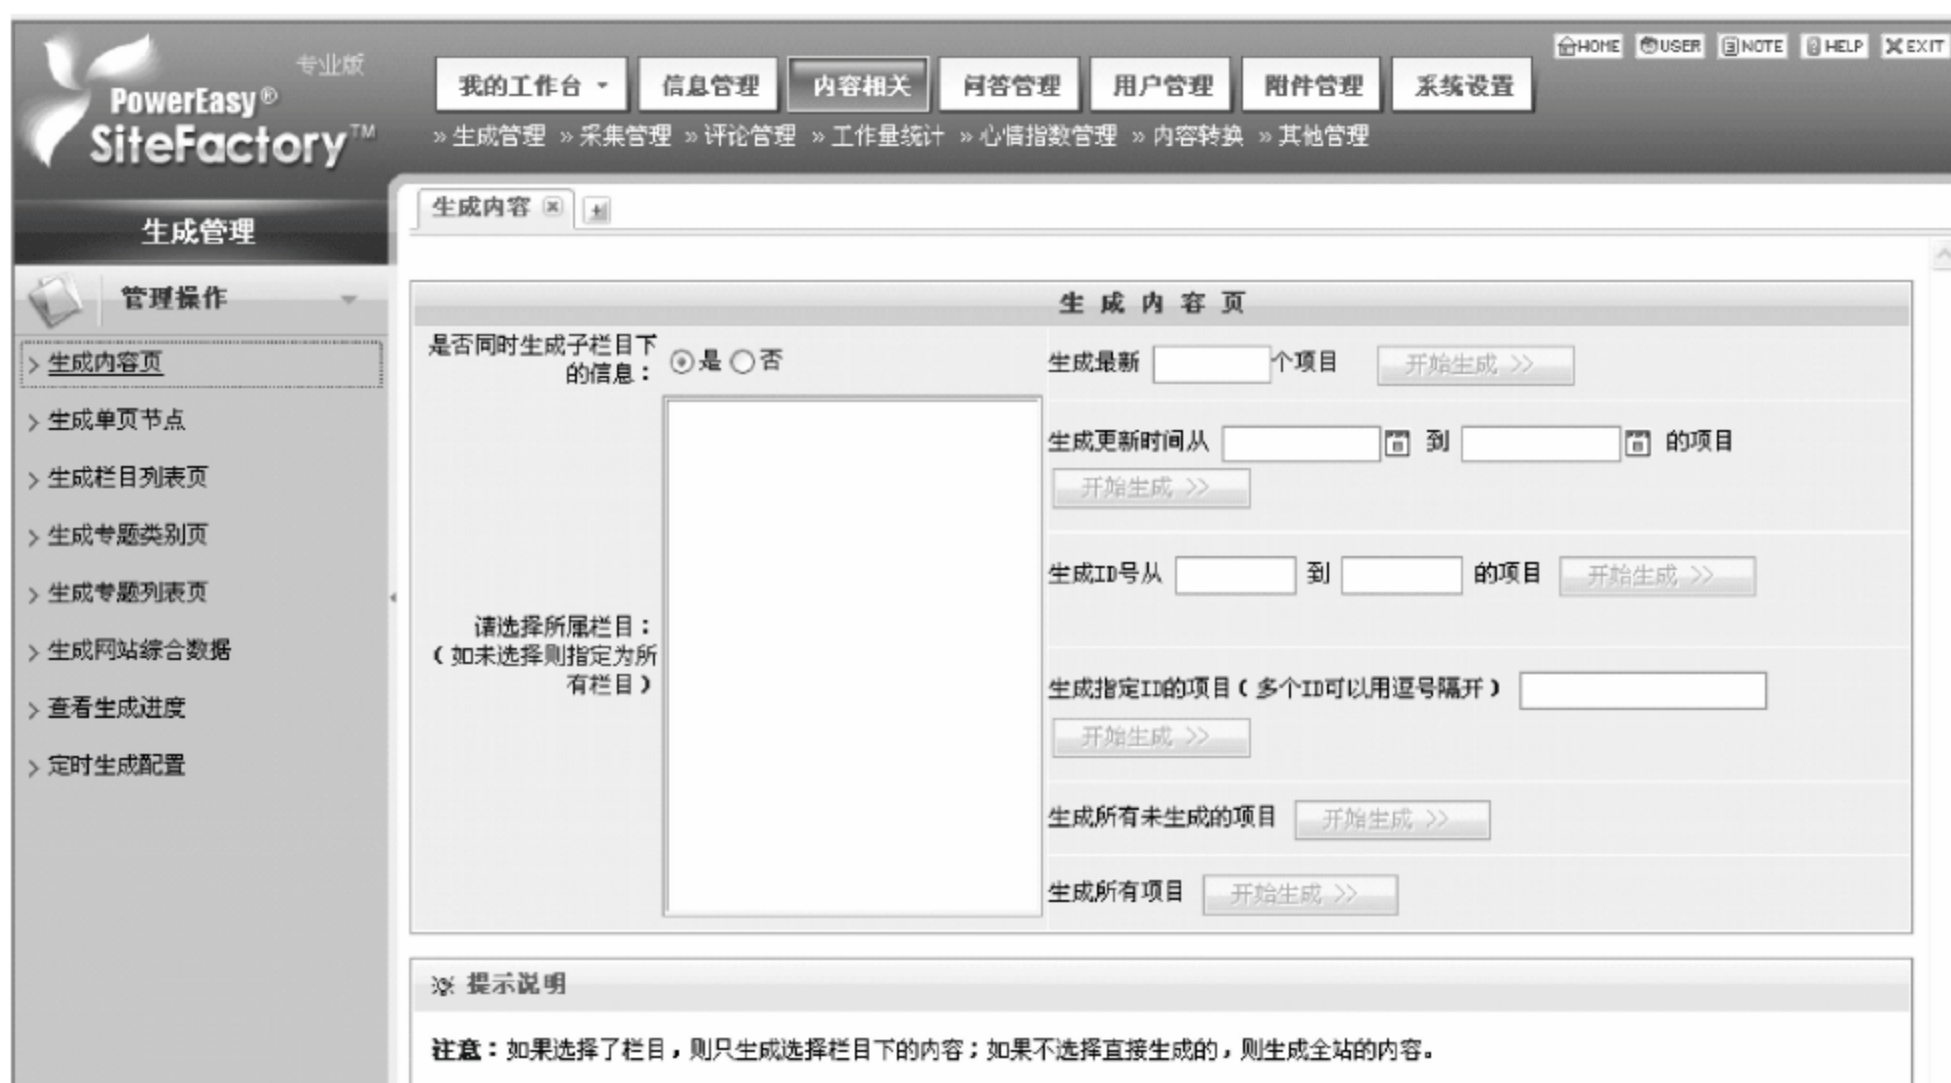 专业版
PowerEasy®
SiteFactory™
HOME USER NOTE HELP EXIT
我的工作台 信息管理 内容相关 问答管理 用户管理 附件管理 系统设置
» 生成管理 » 采集管理 » 评论管理 » 工作量统计 » 心情指数管理 » 内容转换 » 其他管理
生成管理
管理操作
> 生成内容页
> 生成单页节点
> 生成栏目列表页
> 生成专题类别页
> 生成专题列表页
> 生成网站综合数据
> 查看生成进度
> 定时生成配置
生成内容
生成内容页
是否同时生成子栏目下
的信息：
是 否
请选择所属栏目：
（如未选择则指定为所
有栏目）
生成最新 个项目 开始生成 >>
生成更新时间从 到 的项目
开始生成 >>
生成ID号从 到 的项目 开始生成 >>
生成指定ID的项目（多个ID可以用逗号隔开）
开始生成 >>
生成所有未生成的项目 开始生成 >>
生成所有项目 开始生成 >>
提示说明
注意：如果选择了栏目，则只生成选择栏目下的内容；如果不选择直接生成的，则生成全站的内容。